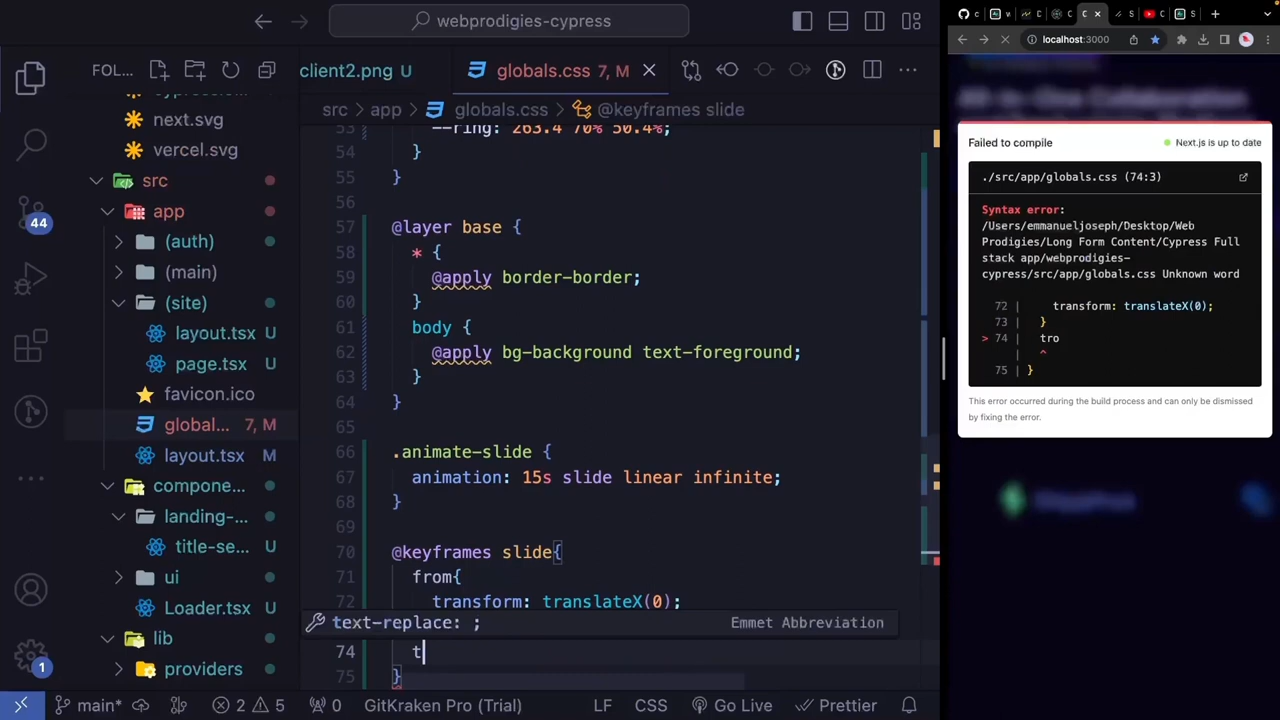 webprodigies-cypress
FOL...
client2.png U
globals.css 7, M
src app globals.css @keyframes slide
next.svg
vercel.svg
src
app
(auth)
(main)
(site)
layout.tsx U
page.tsx U
favicon.ico
global... 7, M
layout.tsx M
compone...
landing-...
title-se... U
ui
Loader.tsx U
lib
providers
44
1
53 --ring: 263.4 70% 50.4%;
54 }
55 }
56
57 @layer base {
58 * {
59 @apply border-border;
60 }
61 body {
62 @apply bg-background text-foreground;
63 }
64 }
65
66 .animate-slide {
67 animation: 15s slide linear infinite;
68 }
69
70 @keyframes slide{
71 from{
72 transform: translateX(0);
text-replace: ; Emmet Abbreviation
74 t
75 }
main* 2 5 0 GitKraken Pro (Trial) LF CSS Go Live Prettier
localhost:3000
All-In-One Collaboration
Failed to compile
Next.js is up to date
./src/app/globals.css (74:3)
Syntax error:
/Users/emmanueljoseph/Desktop/Web
Prodigies/Long Form Content/Cypress Full
stack app/webprodigies-
cypress/src/app/globals.css Unknown word
72 | transform: translateX(0);
73 | }
> 74 | tro
| ^
75 | }
This error occurred during the build process and can only be dismissed
by fixing the error.